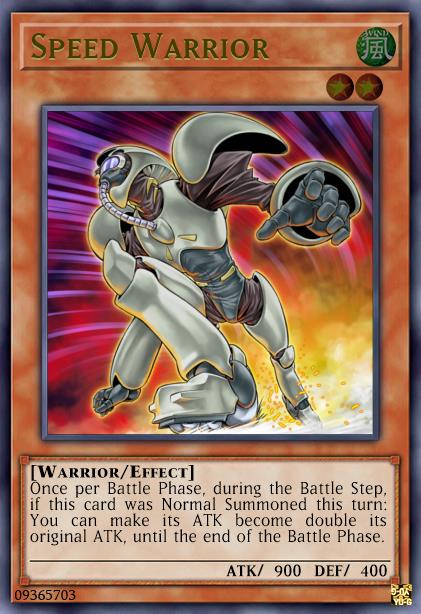 Speed Warrior
WIND
風
[Warrior/Effect]
Once per Battle Phase, during the Battle Step,
if this card was Normal Summoned this turn:
You can make its ATK become double its
original ATK, until the end of the Battle Phase.
ATK/ 900 DEF/ 400
09365703